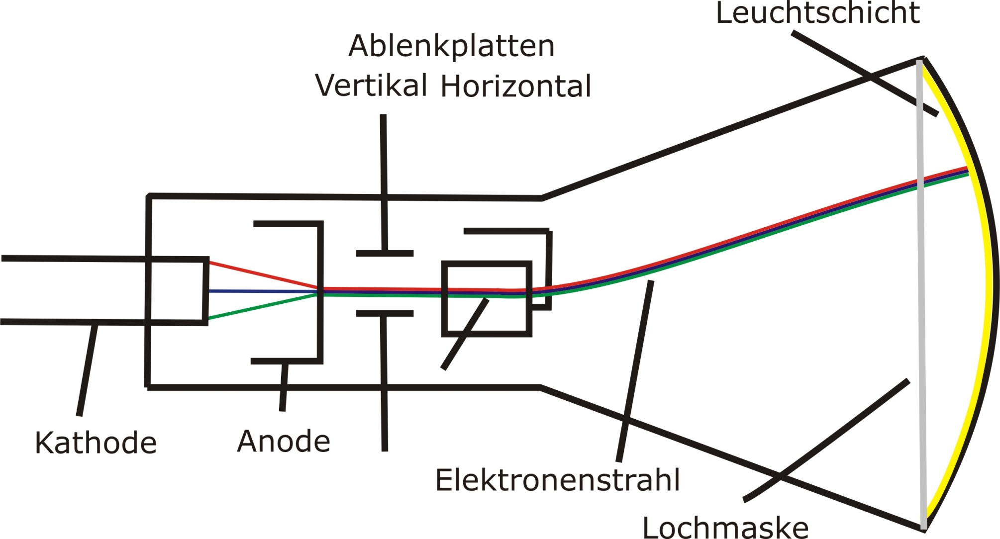 Leuchtschicht
Ablenkplatten
Vertikal Horizontal
Kathode
Anode
Elektronenstrahl
Lochmaske